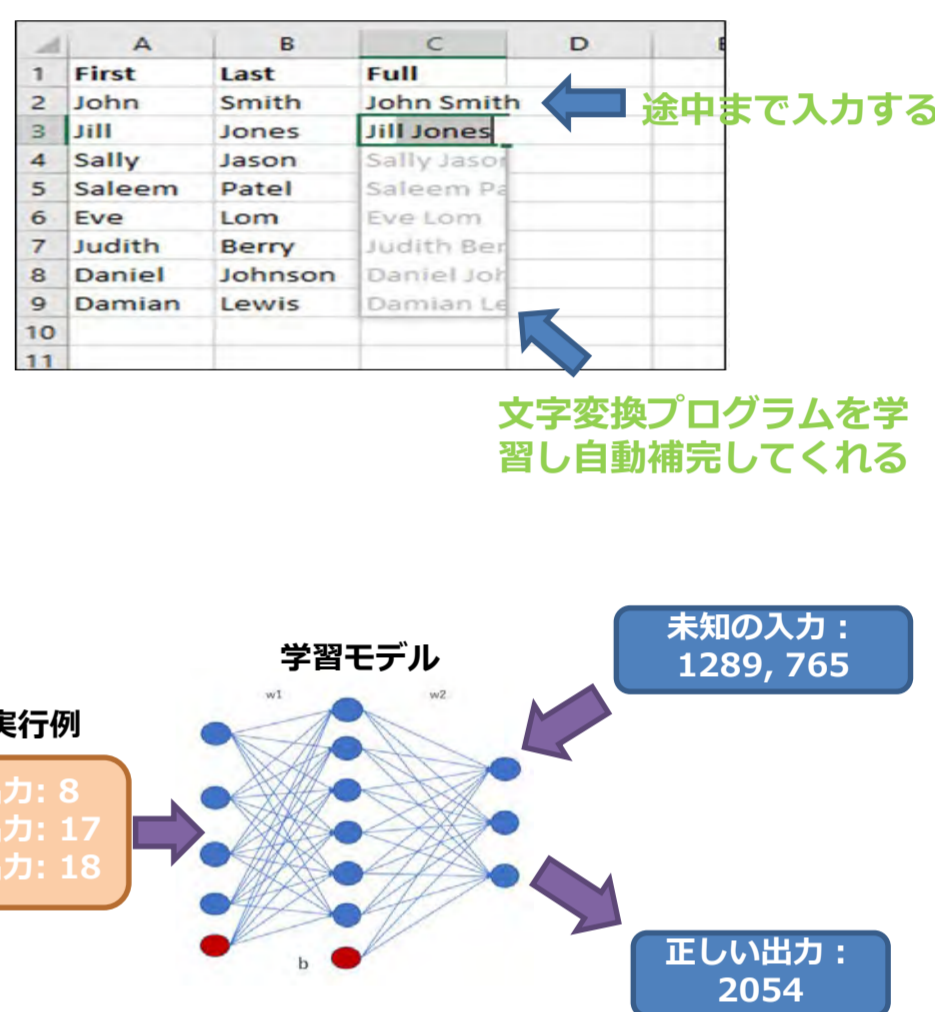 A B C D
1 First Last Full
2 John Smith John Smith
3 Jill Jones Jill Jones
4 Sally Jason Sally Jason
5 Saleem Patel Saleem Pa
6 Eve Lom Eve Lom
7 Judith Berry Judith Ber
8 Daniel Johnson Daniel Joh
9 Damian Lewis Damian Le
10
11
途中まで入力する
文字変換プログラムを学
習し自動補完してくれる
未知の入力：
1289, 765
学習モデル
w1 w2
実行例
力: 8
力: 17
力: 18
b
正しい出力：
2054